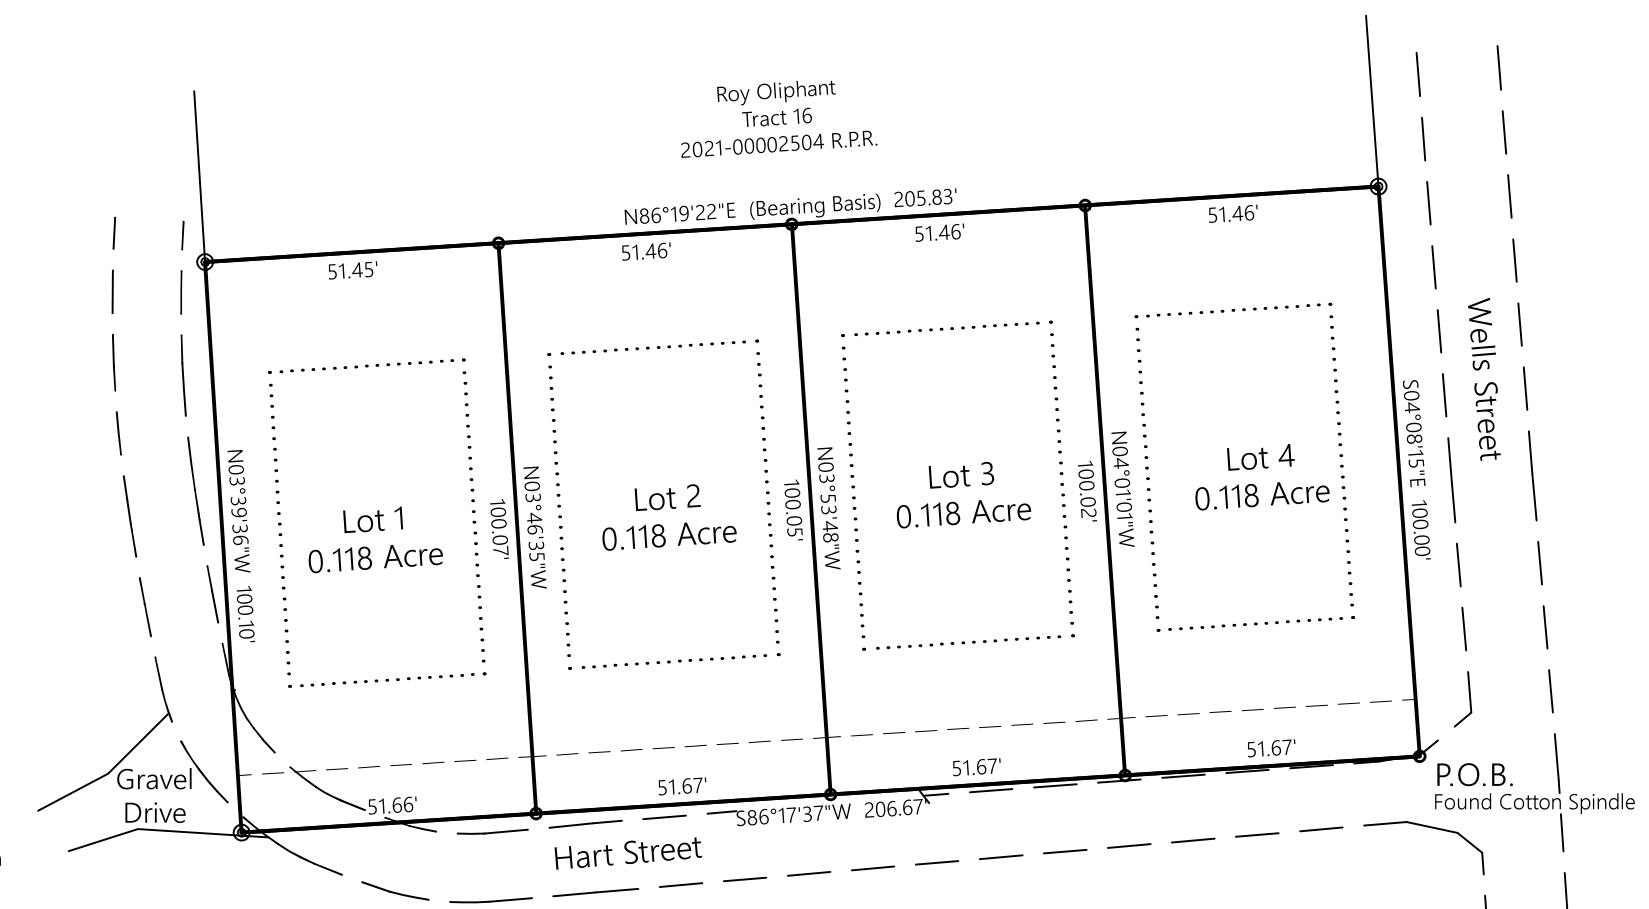 Roy Oliphant
Tract 16
2021-00002504 R.P.R.
N86°19'22"E (Bearing Basis) 205.83'
51.45'
51.46'
51.46'
51.46'
Wells Street
N03°39'36"W 100.10'
N03°46'35"W
100.07'
N03°53'48"W
100.05'
N04°01'01"W
100.02'
S04°08'15"E 100.00'
Lot 1
0.118 Acre
Lot 2
0.118 Acre
Lot 3
0.118 Acre
Lot 4
0.118 Acre
Gravel
Drive
51.66'
51.67'
51.67'
51.67'
S86°17'37"W 206.67'
Hart Street
P.O.B.
Found Cotton Spindle